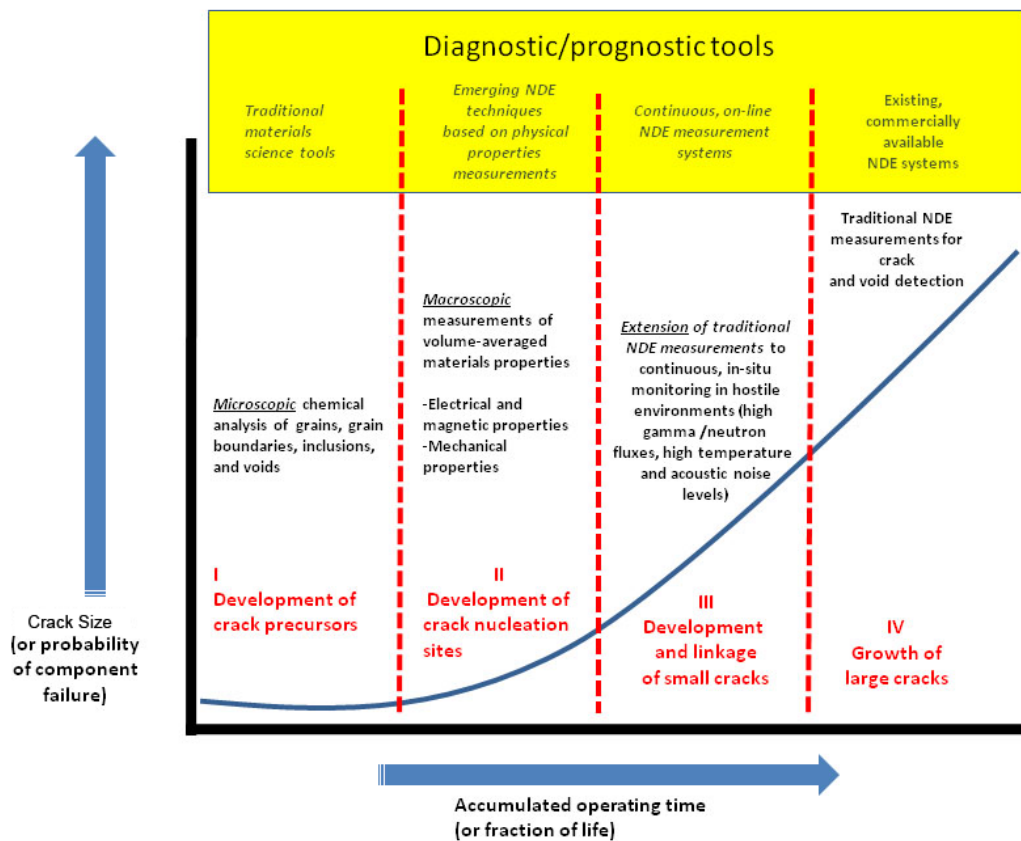 Diagnostic/prognostic tools
Traditional
materials
science tools
Emerging NDE
techniques
based on physical
properties
measurements
Continuous, on-line
NDE measurement
systems
Existing,
commercially
available
NDE systems
Traditional NDE
measurements for
crack
and void detection
Macroscopic
measurements of
volume-averaged
materials properties
-Electrical and
magnetic properties
-Mechanical
properties
Extension of traditional
NDE measurements to
continuous, in-situ
monitoring in hostile
environments (high
gamma /neutron
fluxes, high temperature
and acoustic noise
levels)
Microscopic chemical
analysis of grains, grain
boundaries, inclusions,
and voids
I
Development of
crack precursors
II
Development of
crack nucleation
sites
III
Development
and linkage
of small cracks
IV
Growth of
large cracks
Crack Size
(or probability
of component
failure)
Accumulated operating time
(or fraction of life)